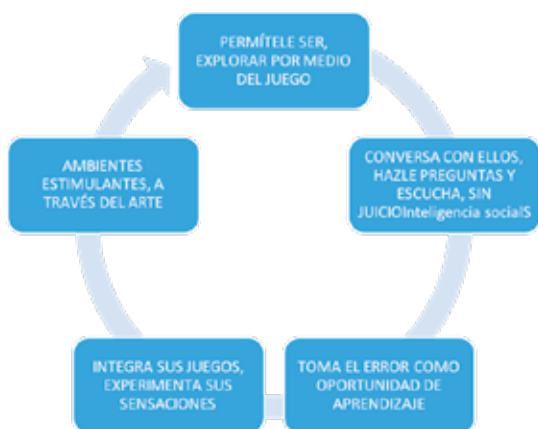 PERMÍTELE SER,
EXPLORAR POR MEDIO
DEL JUEGO
CONVERSA CON ELLOS,
HAZLE PREGUNTAS Y
ESCUCHA, SIN
JUICIOInteligencia socialS
TOMA EL ERROR COMO
OPORTUNIDAD DE
APRENDIZAJE
INTEGRA SUS JUEGOS,
EXPERIMENTA SUS
SENSACIONES
AMBIENTES
ESTIMULANTES, A
TRAVÉS DEL ARTE